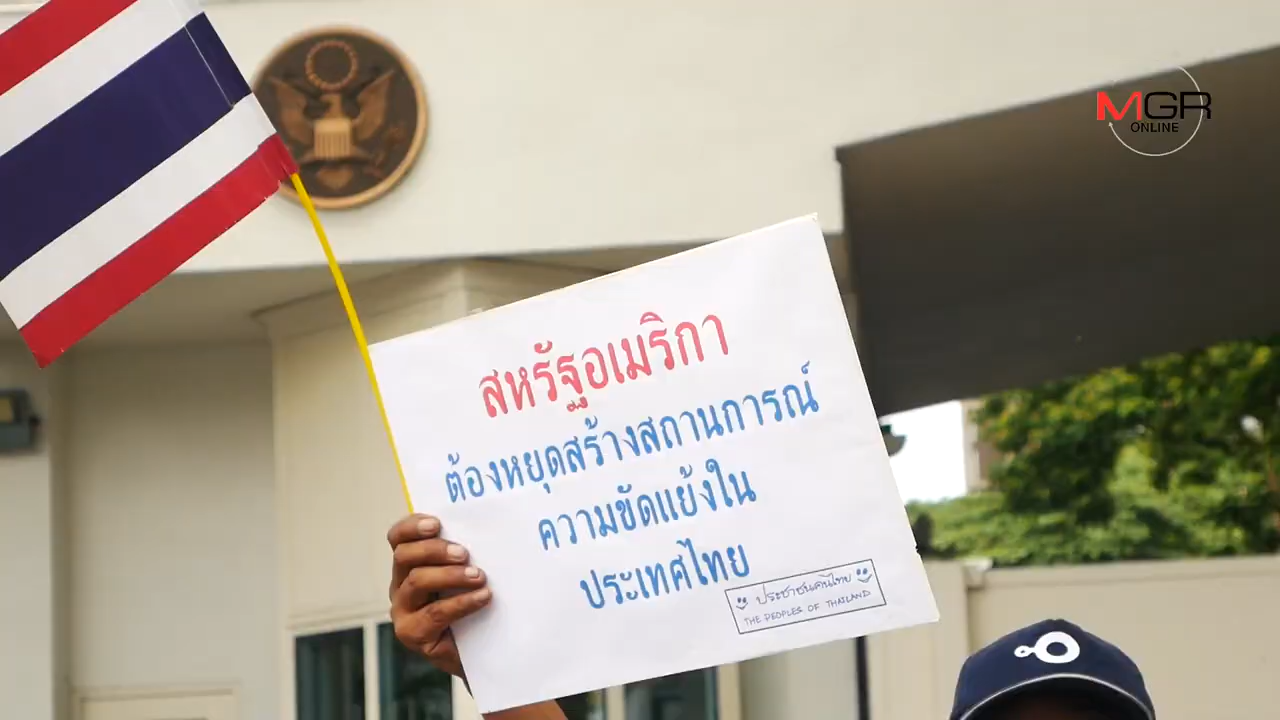 MGR
ONLINE
สหรัฐอเมริกา
ต้องหยุดสร้างสถานการณ์
ความขัดแย้งใน
ประเทศไทย
ประชาชนคนไทย
THE PEOPLES OF THAILAND